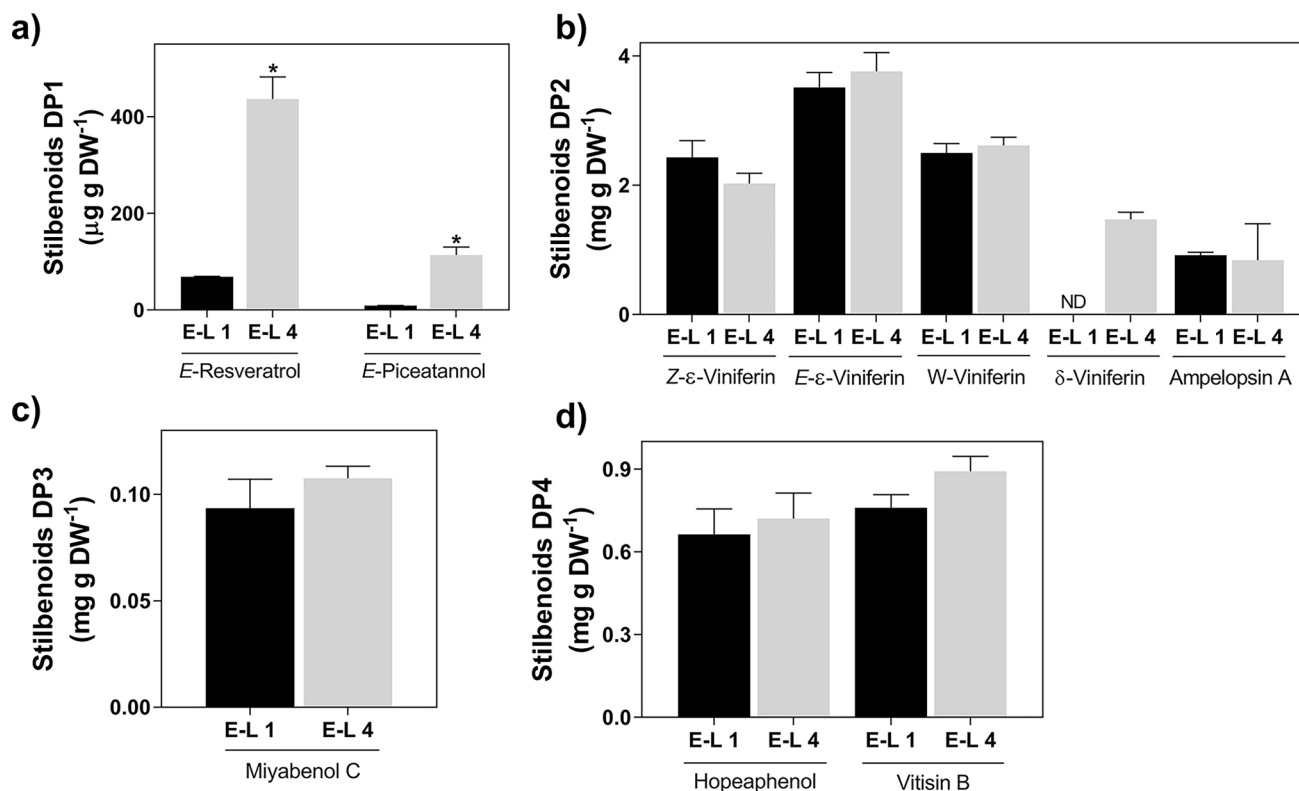 a)
Stilbenoids DP1
(μg g DW-1)
400
200
0
*
*
E-L 1 E-L 4 E-L 1 E-L 4
E-Resveratrol E-Piceatannol
b)
Stilbenoids DP2
(mg g DW-1)
4
2
0
ND
E-L 1 E-L 4 E-L 1 E-L 4 E-L 1 E-L 4 E-L 1 E-L 4 E-L 1 E-L 4
Z-ε-Viniferin E-ε-Viniferin W-Viniferin δ-Viniferin Ampelopsin A
c)
Stilbenoids DP3
(mg g DW-1)
0.10
0.05
0.00
E-L 1 E-L 4
Miyabenol C
d)
Stilbenoids DP4
(mg g DW-1)
0.9
0.6
0.3
0.0
E-L 1 E-L 4 E-L 1 E-L 4
Hopeaphenol Vitisin B